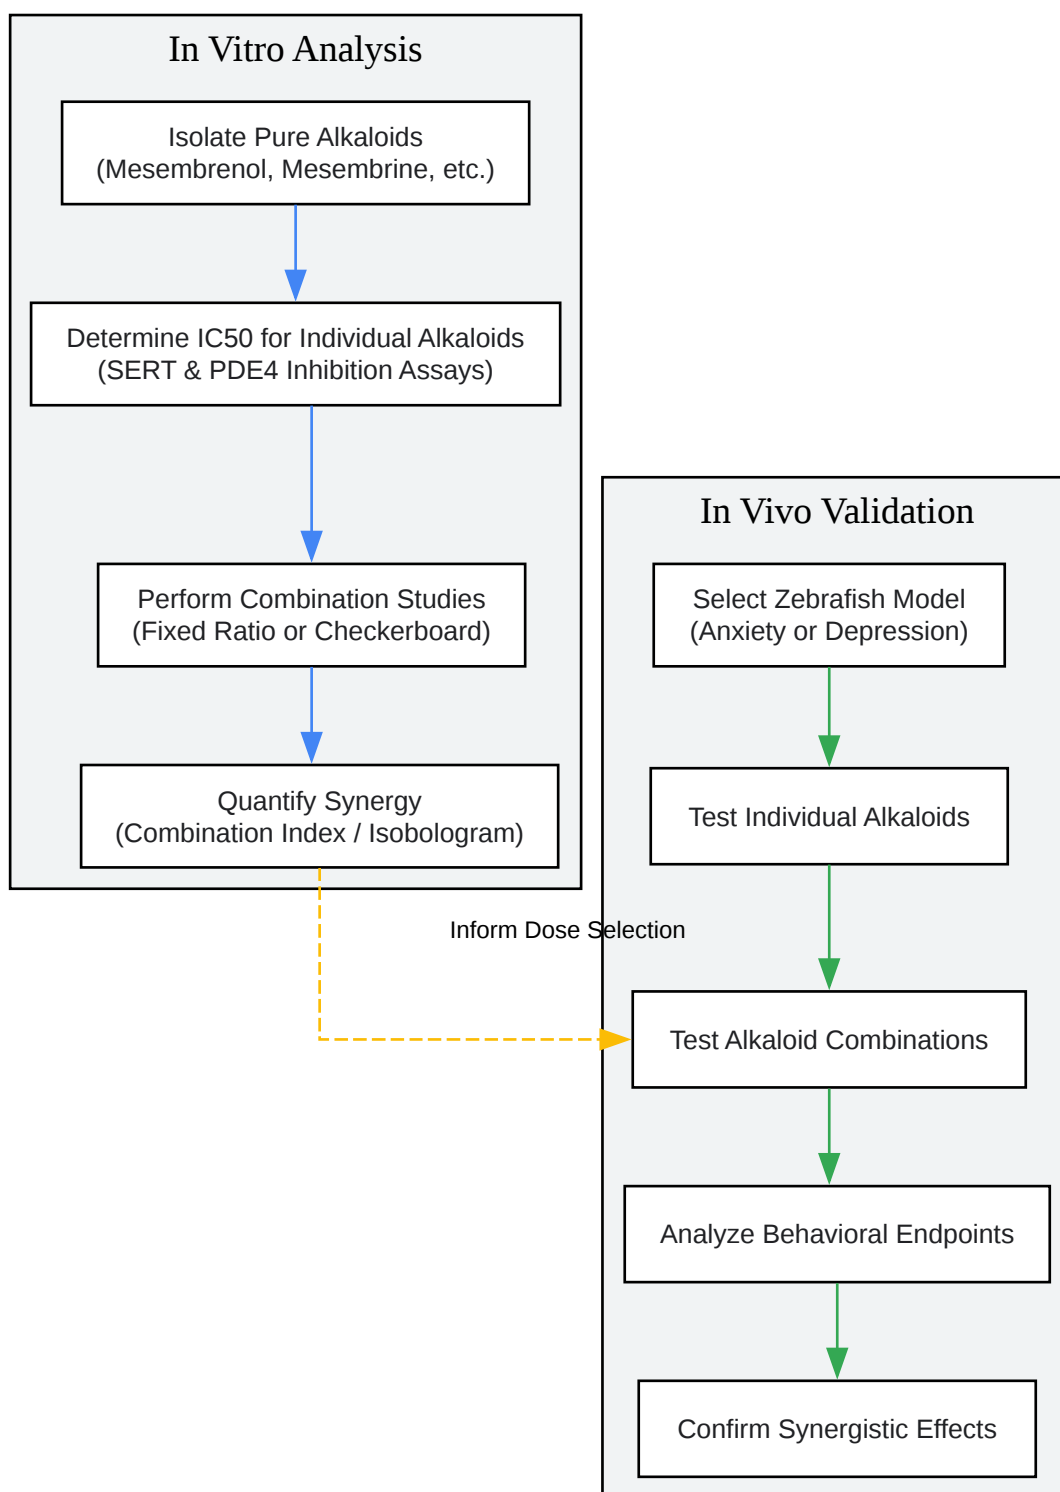 In Vitro Analysis
Isolate Pure Alkaloids
(Mesembrenol, Mesembrine, etc.)
Determine IC50 for Individual Alkaloids
(SERT & PDE4 Inhibition Assays)
Perform Combination Studies
(Fixed Ratio or Checkerboard)
Quantify Synergy
(Combination Index / Isobologram)
Inform Dose Selection
In Vivo Validation
Select Zebrafish Model
(Anxiety or Depression)
Test Individual Alkaloids
Test Alkaloid Combinations
Analyze Behavioral Endpoints
Confirm Synergistic Effects